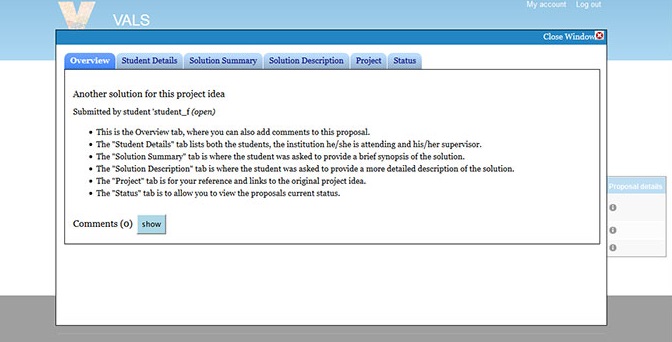 My account Log out
VALS
Close Window
Overview Student Details Solution Summary Solution Description Project Status
Another solution for this project idea
Submitted by student 'student_f (open)
This is the Overview tab, where you can also add comments to this proposal.
The "Student Details" tab lists both the students, the institution he/she is attending and his/her supervisor.
The "Solution Summary" tab is where the student was asked to provide a brief synopsis of the solution.
The "Solution Description" tab is where the student was asked to provide a more detailed description of the solution.
The "Project" tab is for your reference and links to the original project idea.
The "Status" tab is to allow you to view the proposals current status.
Comments (0) show
Proposal details